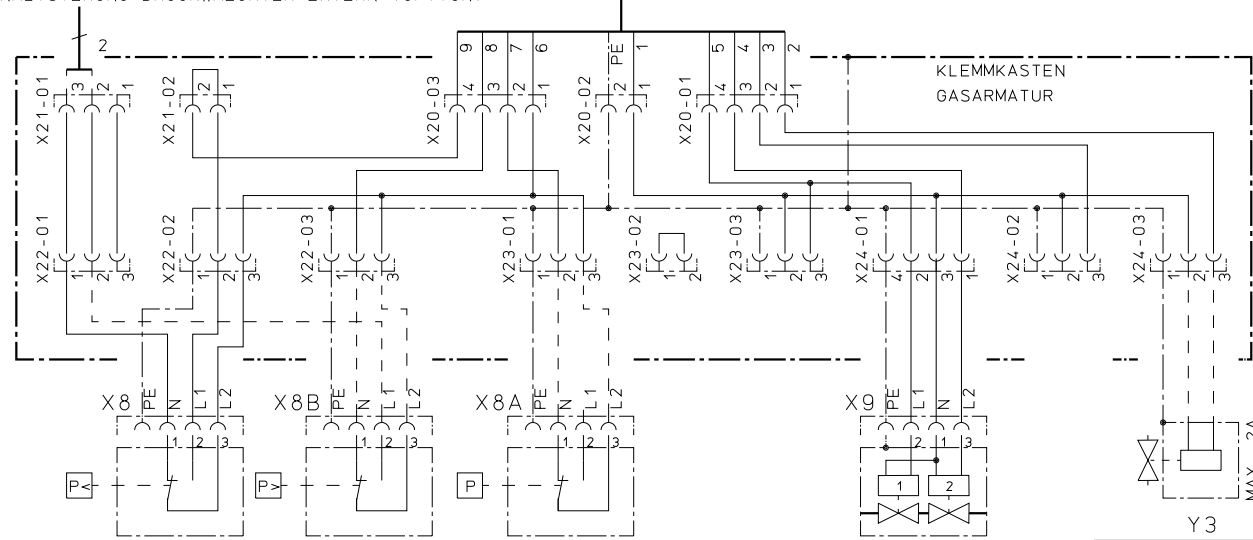 2
9 8 7 6
PE 1
5 4 3 2
KLEMMKASTEN
GASARMATUR
X21-01 3 2 1
X21-02 2 1
X20-03 4 3 2 1
X20-02 2 1
X20-01 4 3 2 1
X22-01 1 2 3
X22-02 1 2 3
X22-03 1 2 3
X23-01 1 2 3
X23-02 1 2
X23-03 1 2 3
X24-01 4 2 3 1
X24-02 1 2 3
X24-03 1 2 3
X8 PE N L1 L2
X8B PE N L1 L2
X8A PE N L1 L2
X9 PE L1 N L2
1 2 3
1 2 3
1 2 3
2 1 3
P<
P>
P
1 2
MAX. 2A
Y3